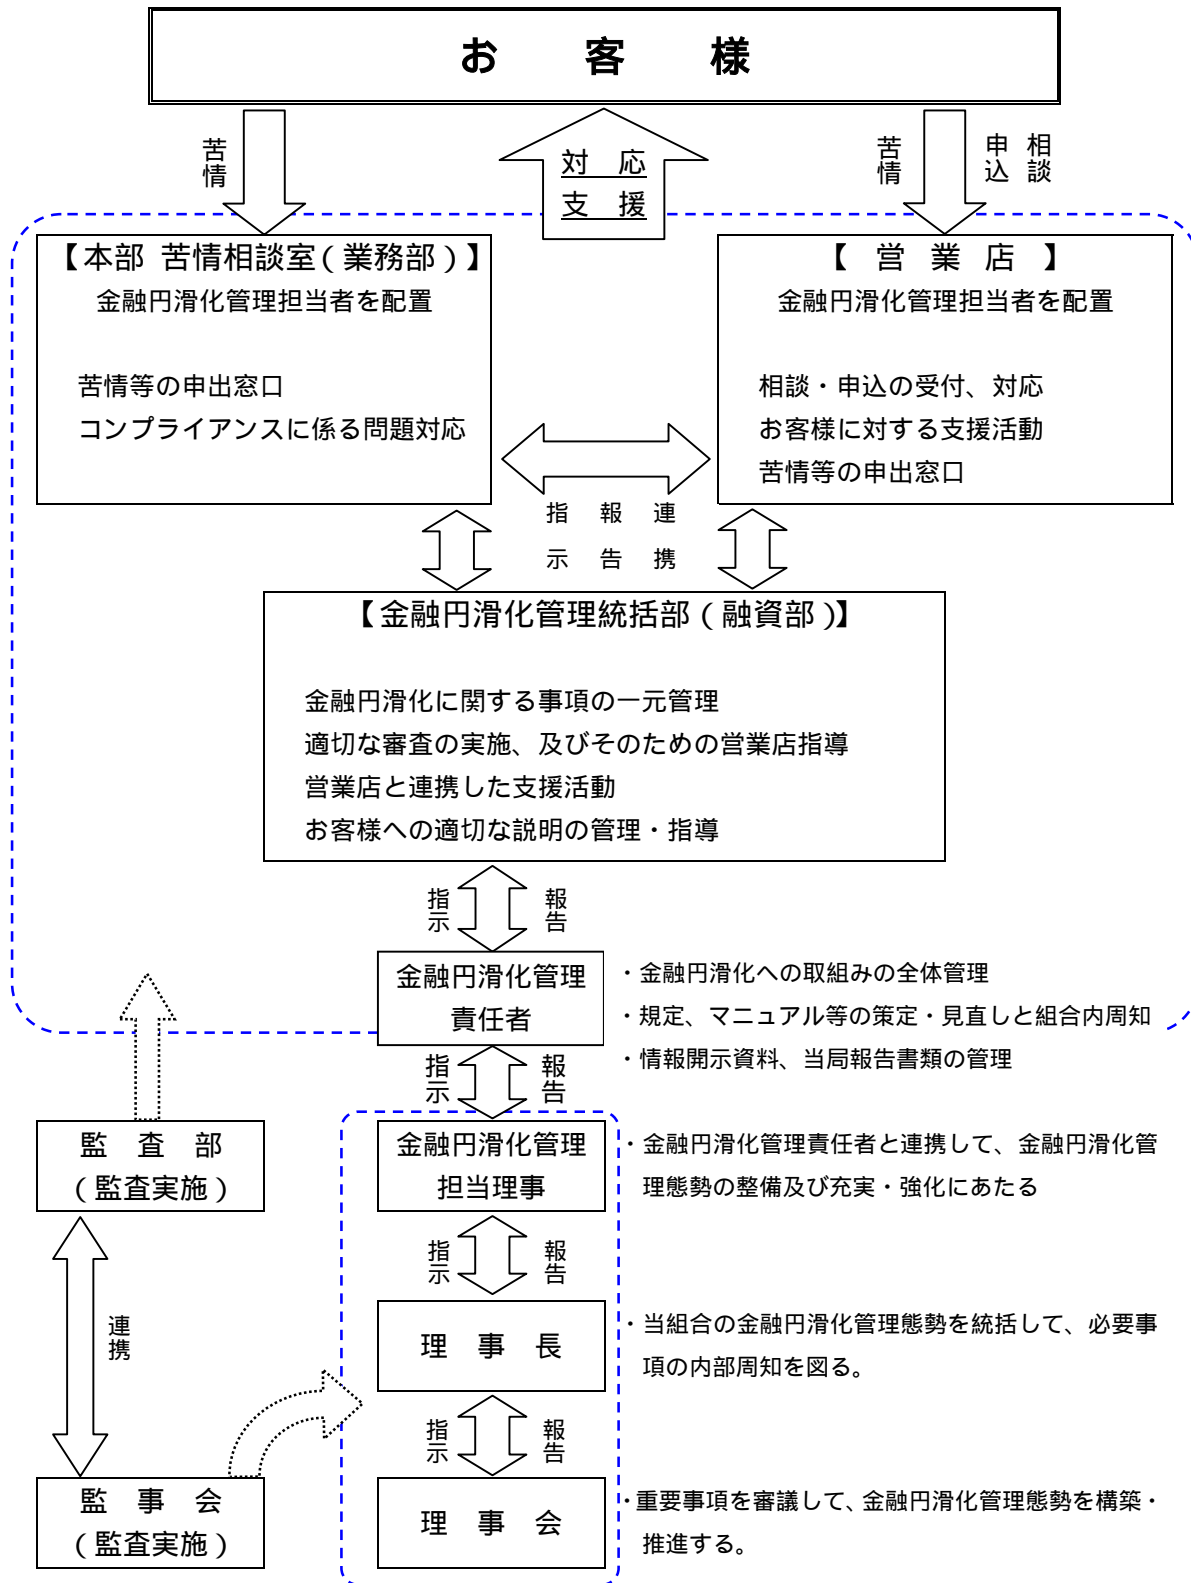 お 客 様
苦情
対 応
支 援
苦情
申込
相談
【本部 苦情相談室(業務部)】
金融円滑化管理担当者を配置
苦情等の申出窓口
コンプライアンスに係る問題対応
【 営 業 店 】
金融円滑化管理担当者を配置
相談・申込の受付、対応
お客様に対する支援活動
苦情等の申出窓口
指 報 連
示 告 携
【金融円滑化管理統括部(融資部)】
金融円滑化に関する事項の一元管理
適切な審査の実施、及びそのための営業店指導
営業店と連携した支援活動
お客様への適切な説明の管理・指導
指示
報告
金融円滑化管理
責任者
・金融円滑化への取組みの全体管理
・規定、マニュアル等の策定・見直しと組合内周知
・情報開示資料、当局報告書類の管理
指示
報告
監 査 部
(監査実施)
金融円滑化管理
担当理事
・金融円滑化管理責任者と連携して、金融円滑化管
理態勢の整備及び充実・強化にあたる
指示
報告
連携
理 事 長
・当組合の金融円滑化管理態勢を統括して、必要事
項の内部周知を図る。
指示
報告
監 事 会
(監査実施)
理 事 会
・重要事項を審議して、金融円滑化管理態勢を構築・
推進する。